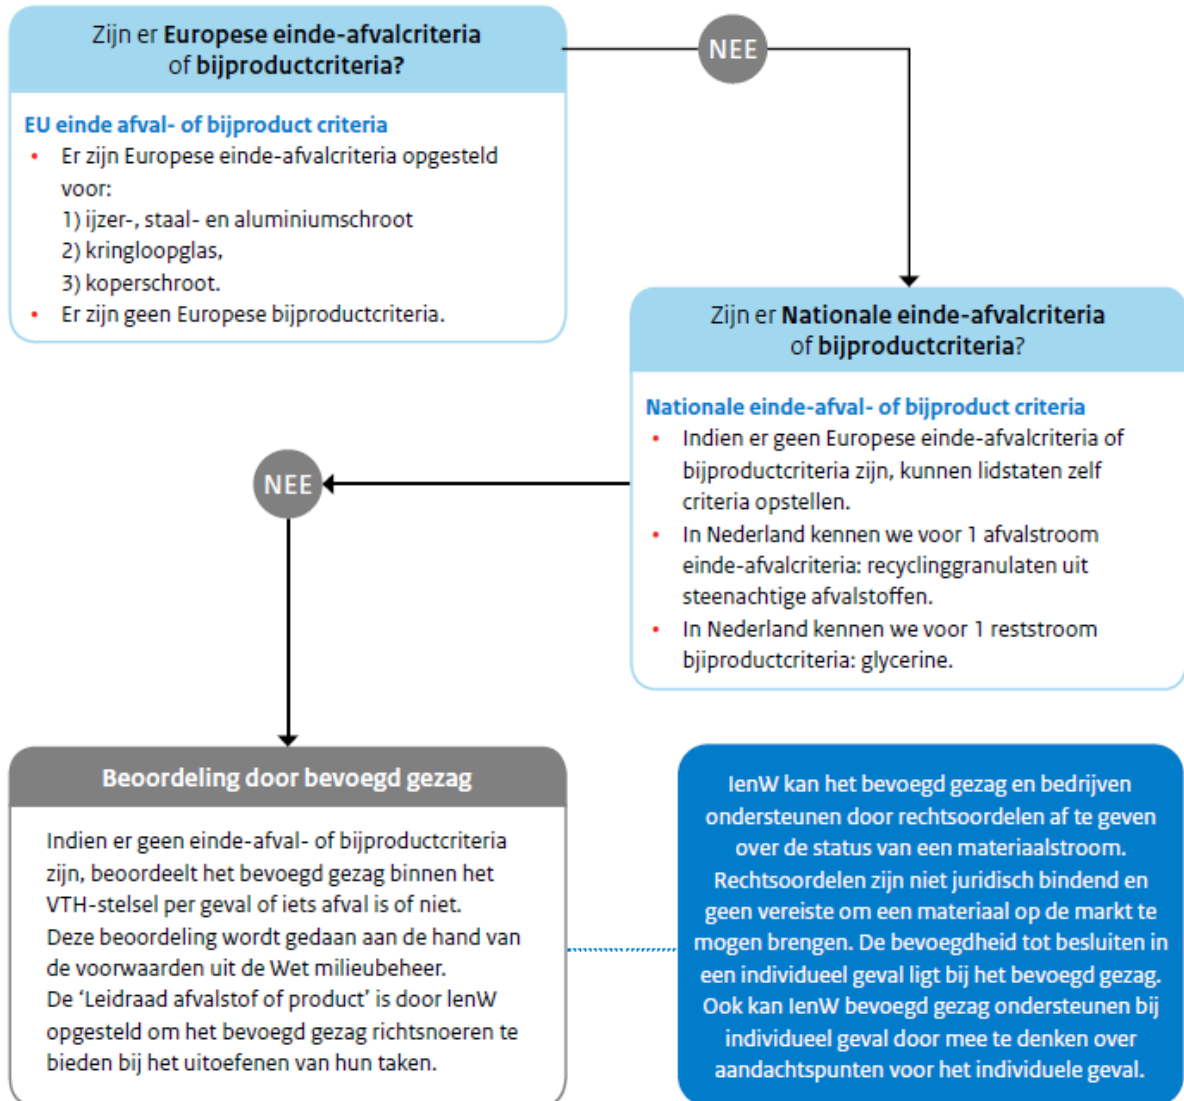 Zijn er Europese einde-afvalcriteria
of bijproductcriteria?
NEE
EU einde afval- of bijproduct criteria
• Er zijn Europese einde-afvalcriteria opgesteld
voor:
1) ijzer-, staal- en aluminiumschroot
2) kringloopglas,
3) koperschroot.
• Er zijn geen Europese bijproductcriteria.
Zijn er Nationale einde-afvalcriteria
of bijproductcriteria?
Nationale einde-afval- of bijproduct criteria
• Indien er geen Europese einde-afvalcriteria of
bijproductcriteria zijn, kunnen lidstaten zelf
criteria opstellen.
• In Nederland kennen we voor 1 afvalstroom
einde-afvalcriteria: recyclinggranulaten uit
steenachtige afvalstoffen.
• In Nederland kennen we voor 1 reststroom
bjiproductcriteria: glycerine.
NEE
Beoordeling door bevoegd gezag
Indien er geen einde-afval- of bijproductcriteria
zijn, beoordeelt het bevoegd gezag binnen het
VTH-stelsel per geval of iets afval is of niet.
Deze beoordeling wordt gedaan aan de hand van
de voorwaarden uit de Wet milieubeheer.
De ‘Leidraad afvalstof of product’ is door IenW
opgesteld om het bevoegd gezag richtsnoeren te
bieden bij het uitoefenen van hun taken.
IenW kan het bevoegd gezag en bedrijven
ondersteunen door rechtsoordelen af te geven
over de status van een materiaalstroom.
Rechtsoordelen zijn niet juridisch bindend en
geen vereiste om een materiaal op de markt te
mogen brengen. De bevoegdheid tot besluiten in
een individueel geval ligt bij het bevoegd gezag.
Ook kan IenW bevoegd gezag ondersteunen bij
individueel geval door mee te denken over
aandachtspunten voor het individuele geval.